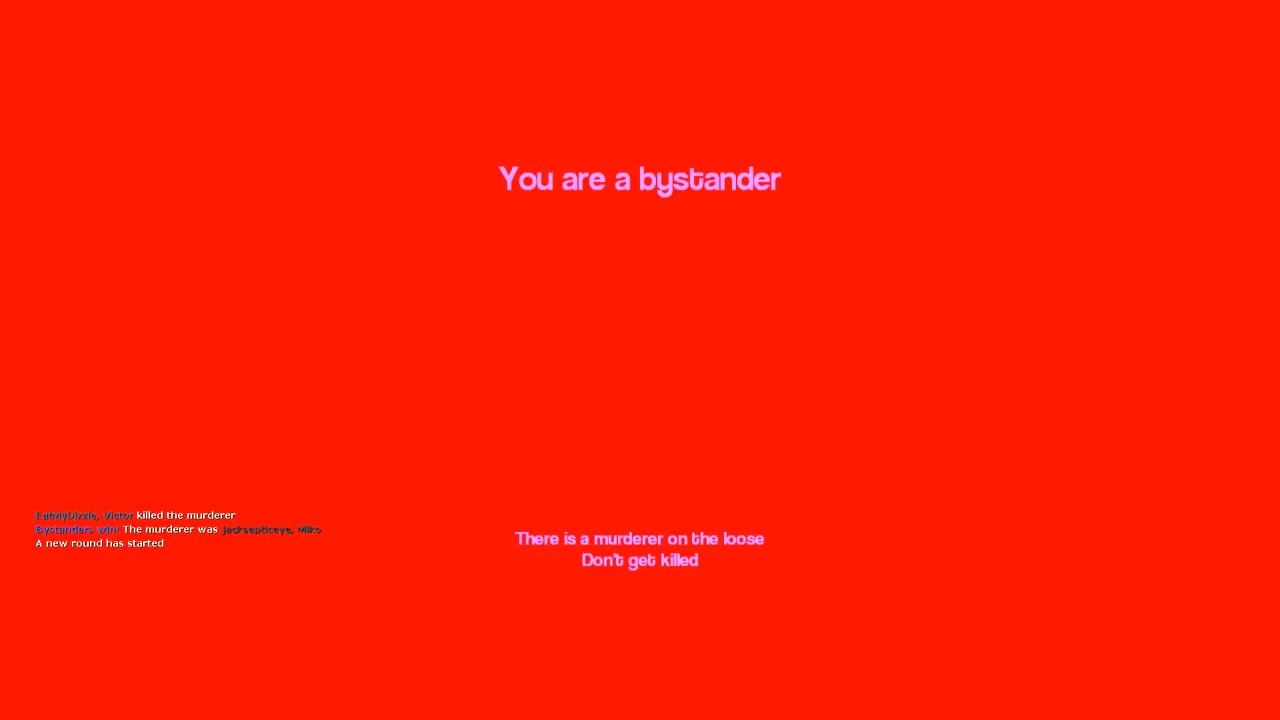 You are a bystander
EatMyDizzle, Victor killed the murderer
Bystanders win! The murderer was jacksepticeye, Miko
A new round has started
There is a murderer on the loose
Don't get killed